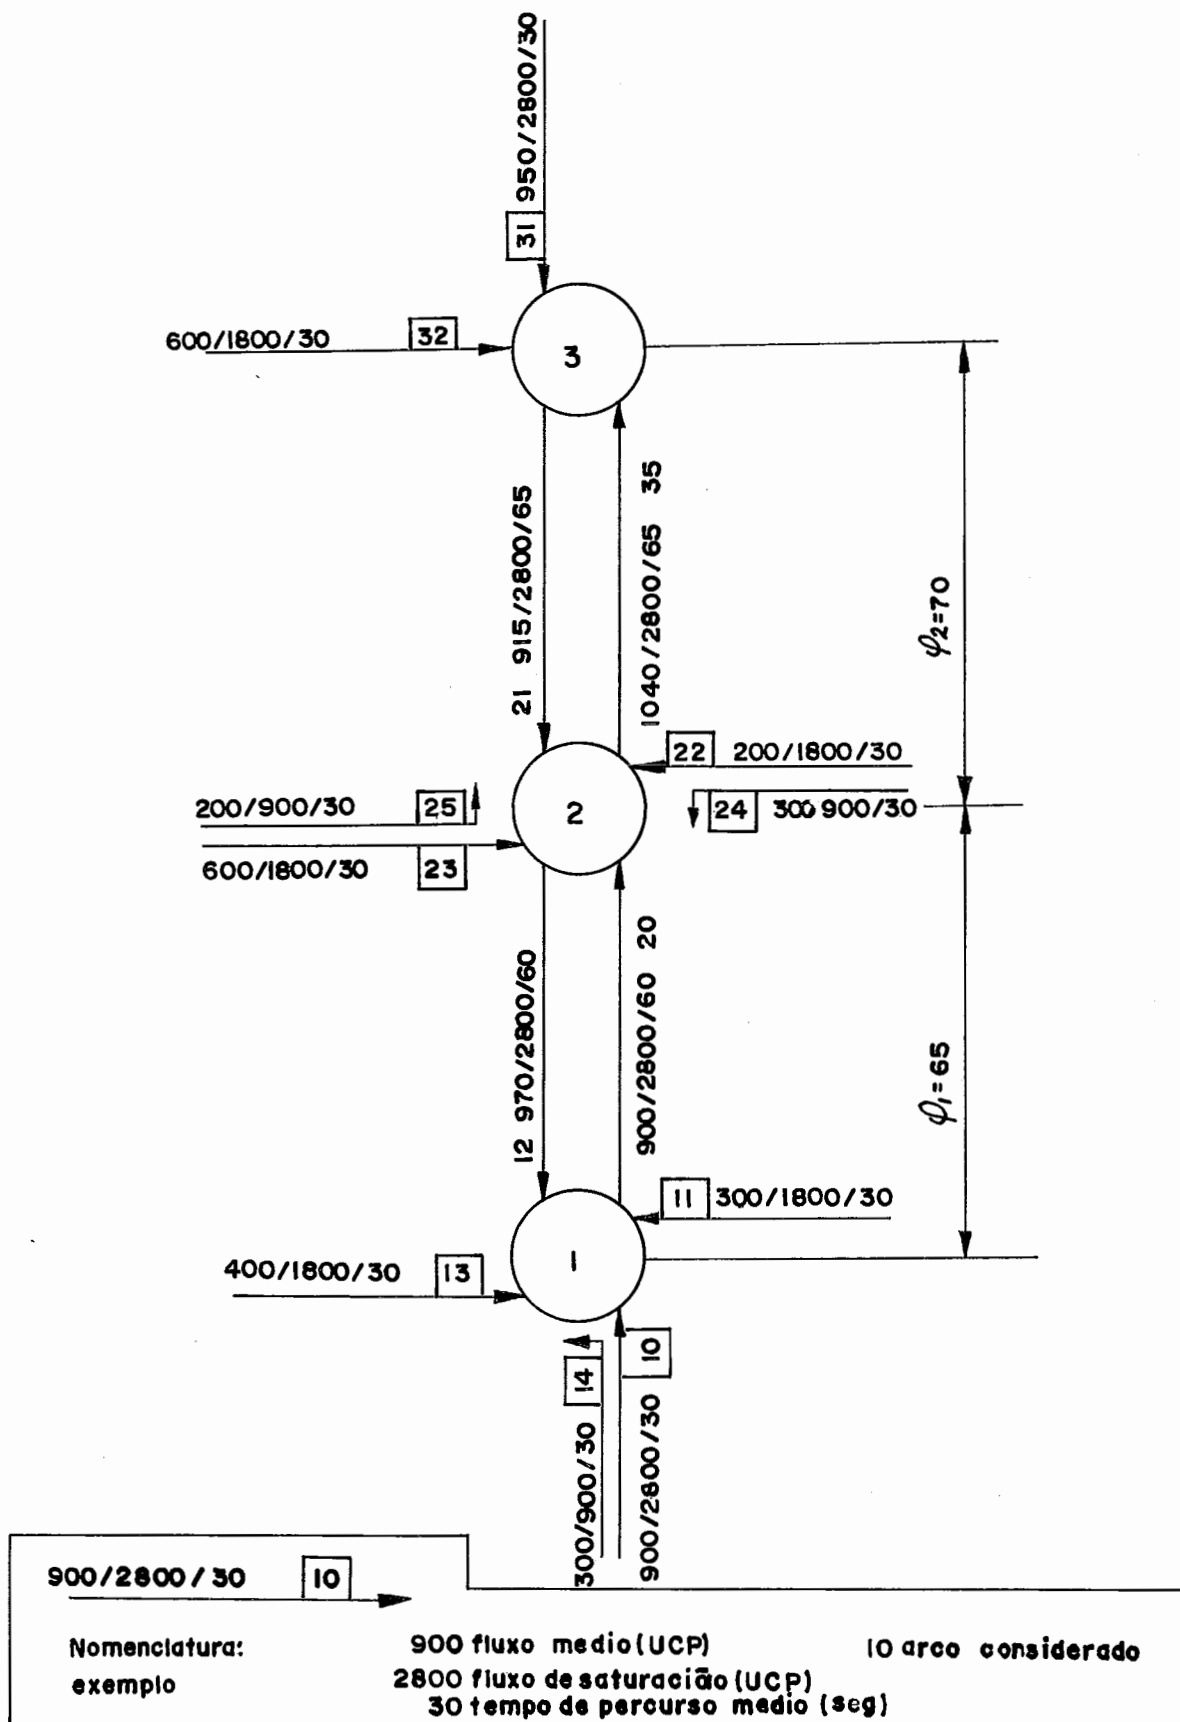 31 950/2800/30
600/1800/30 32
3
21 915/2800/65
1040/2800/65 35
φ2=70
22 200/1800/30
200/900/30 25
24 300 900/30
2
600/1800/30 23
12 970/2800/60
900/2800/60 20
φ1=65
11 300/1800/30
400/1800/30 13
1
300/900/30 14
900/2800/30 10
900/2800/30 10
Nomenclatura: 900 fluxo medio (UCP) 10 arco considerado
exemplo 2800 fluxo de saturacião (UCP)
30 tempo de percurso medio (seg)